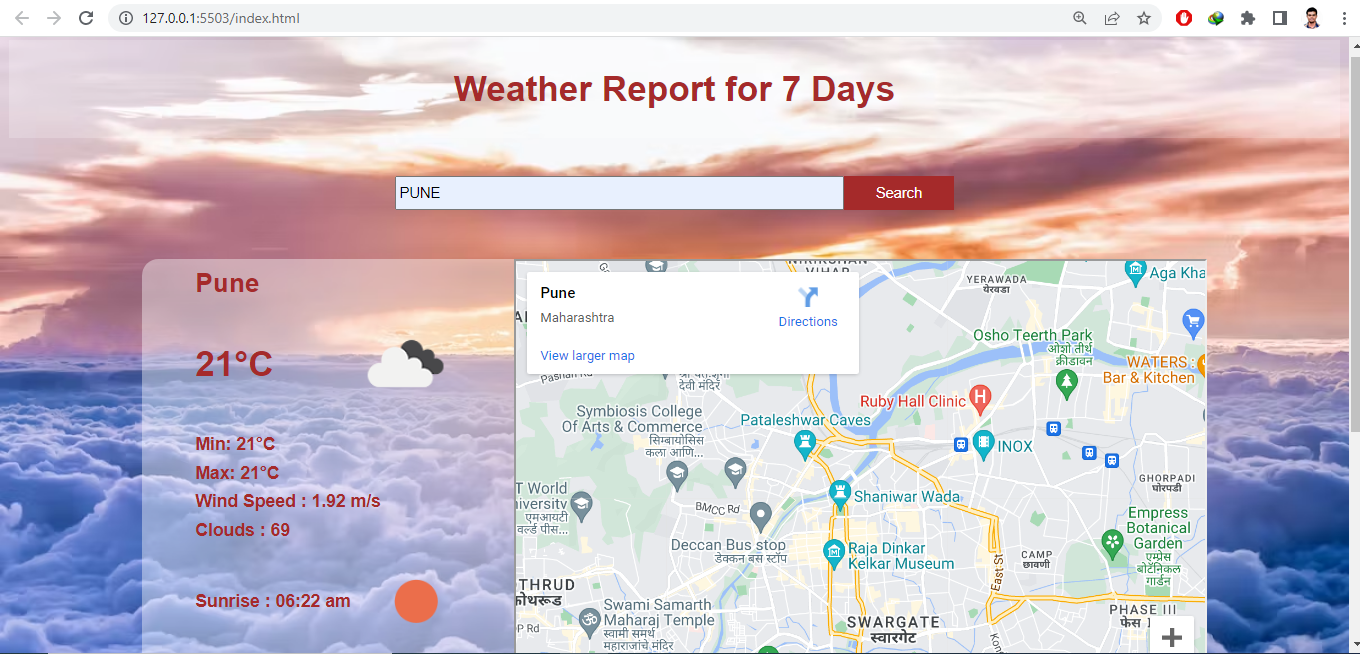 127.0.0.1:5503/index.html
Weather Report for 7 Days
PUNE
Search
Pune
21°C
Min: 21°C
Max: 21°C
Wind Speed : 1.92 m/s
Clouds : 69
Sunrise : 06:22 am
Pune
Maharashtra
Directions
View larger map
VIHAR
YERAWADA
येरवडा
Aga Kha
Osho Teerth Park
ओशो तीर्थ
क्रीडावन
WATERS :
Bar & Kitchen
Pashan Rd
देवी मंदिर
Ruby Hall Clinic
Symbiosis College
Of Arts & Commerce
सिम्बायोसिस
कला आणि...
Pataleshwar Caves
INOX
GHORPADI
घोरपडी
T World
niversity
एमआयटी
वर्ल्ड पीस...
BMCC Rd
Shaniwar Wada
Empress
Botanical
Garden
एम्प्रेस
बोटॅनिकल
गार्डन
Deccan Bus stop
डेक्कन बस स्टॉप
Raja Dinkar
Kelkar Museum
East St
CAMP
छावणी
THRUD
कोथरूड
Swami Samarth
Maharaj Temple
स्वामी समर्थ
महाराजांचे मंदिर
P Rd
SWARGATE
स्वारगेट
PHASE III
फेस